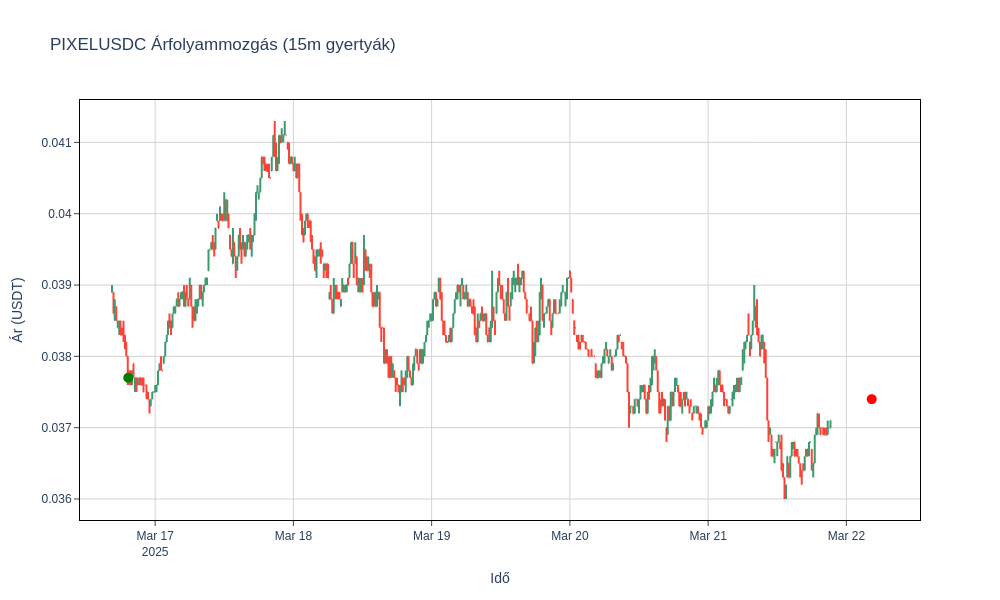 PIXELUSDC Árfolyammozgás (15m gyertyák)
Ár (USDT)
0.041
0.04
0.039
0.038
0.037
0.036
Mar 17
2025
Mar 18
Mar 19
Mar 20
Mar 21
Mar 22
Idő